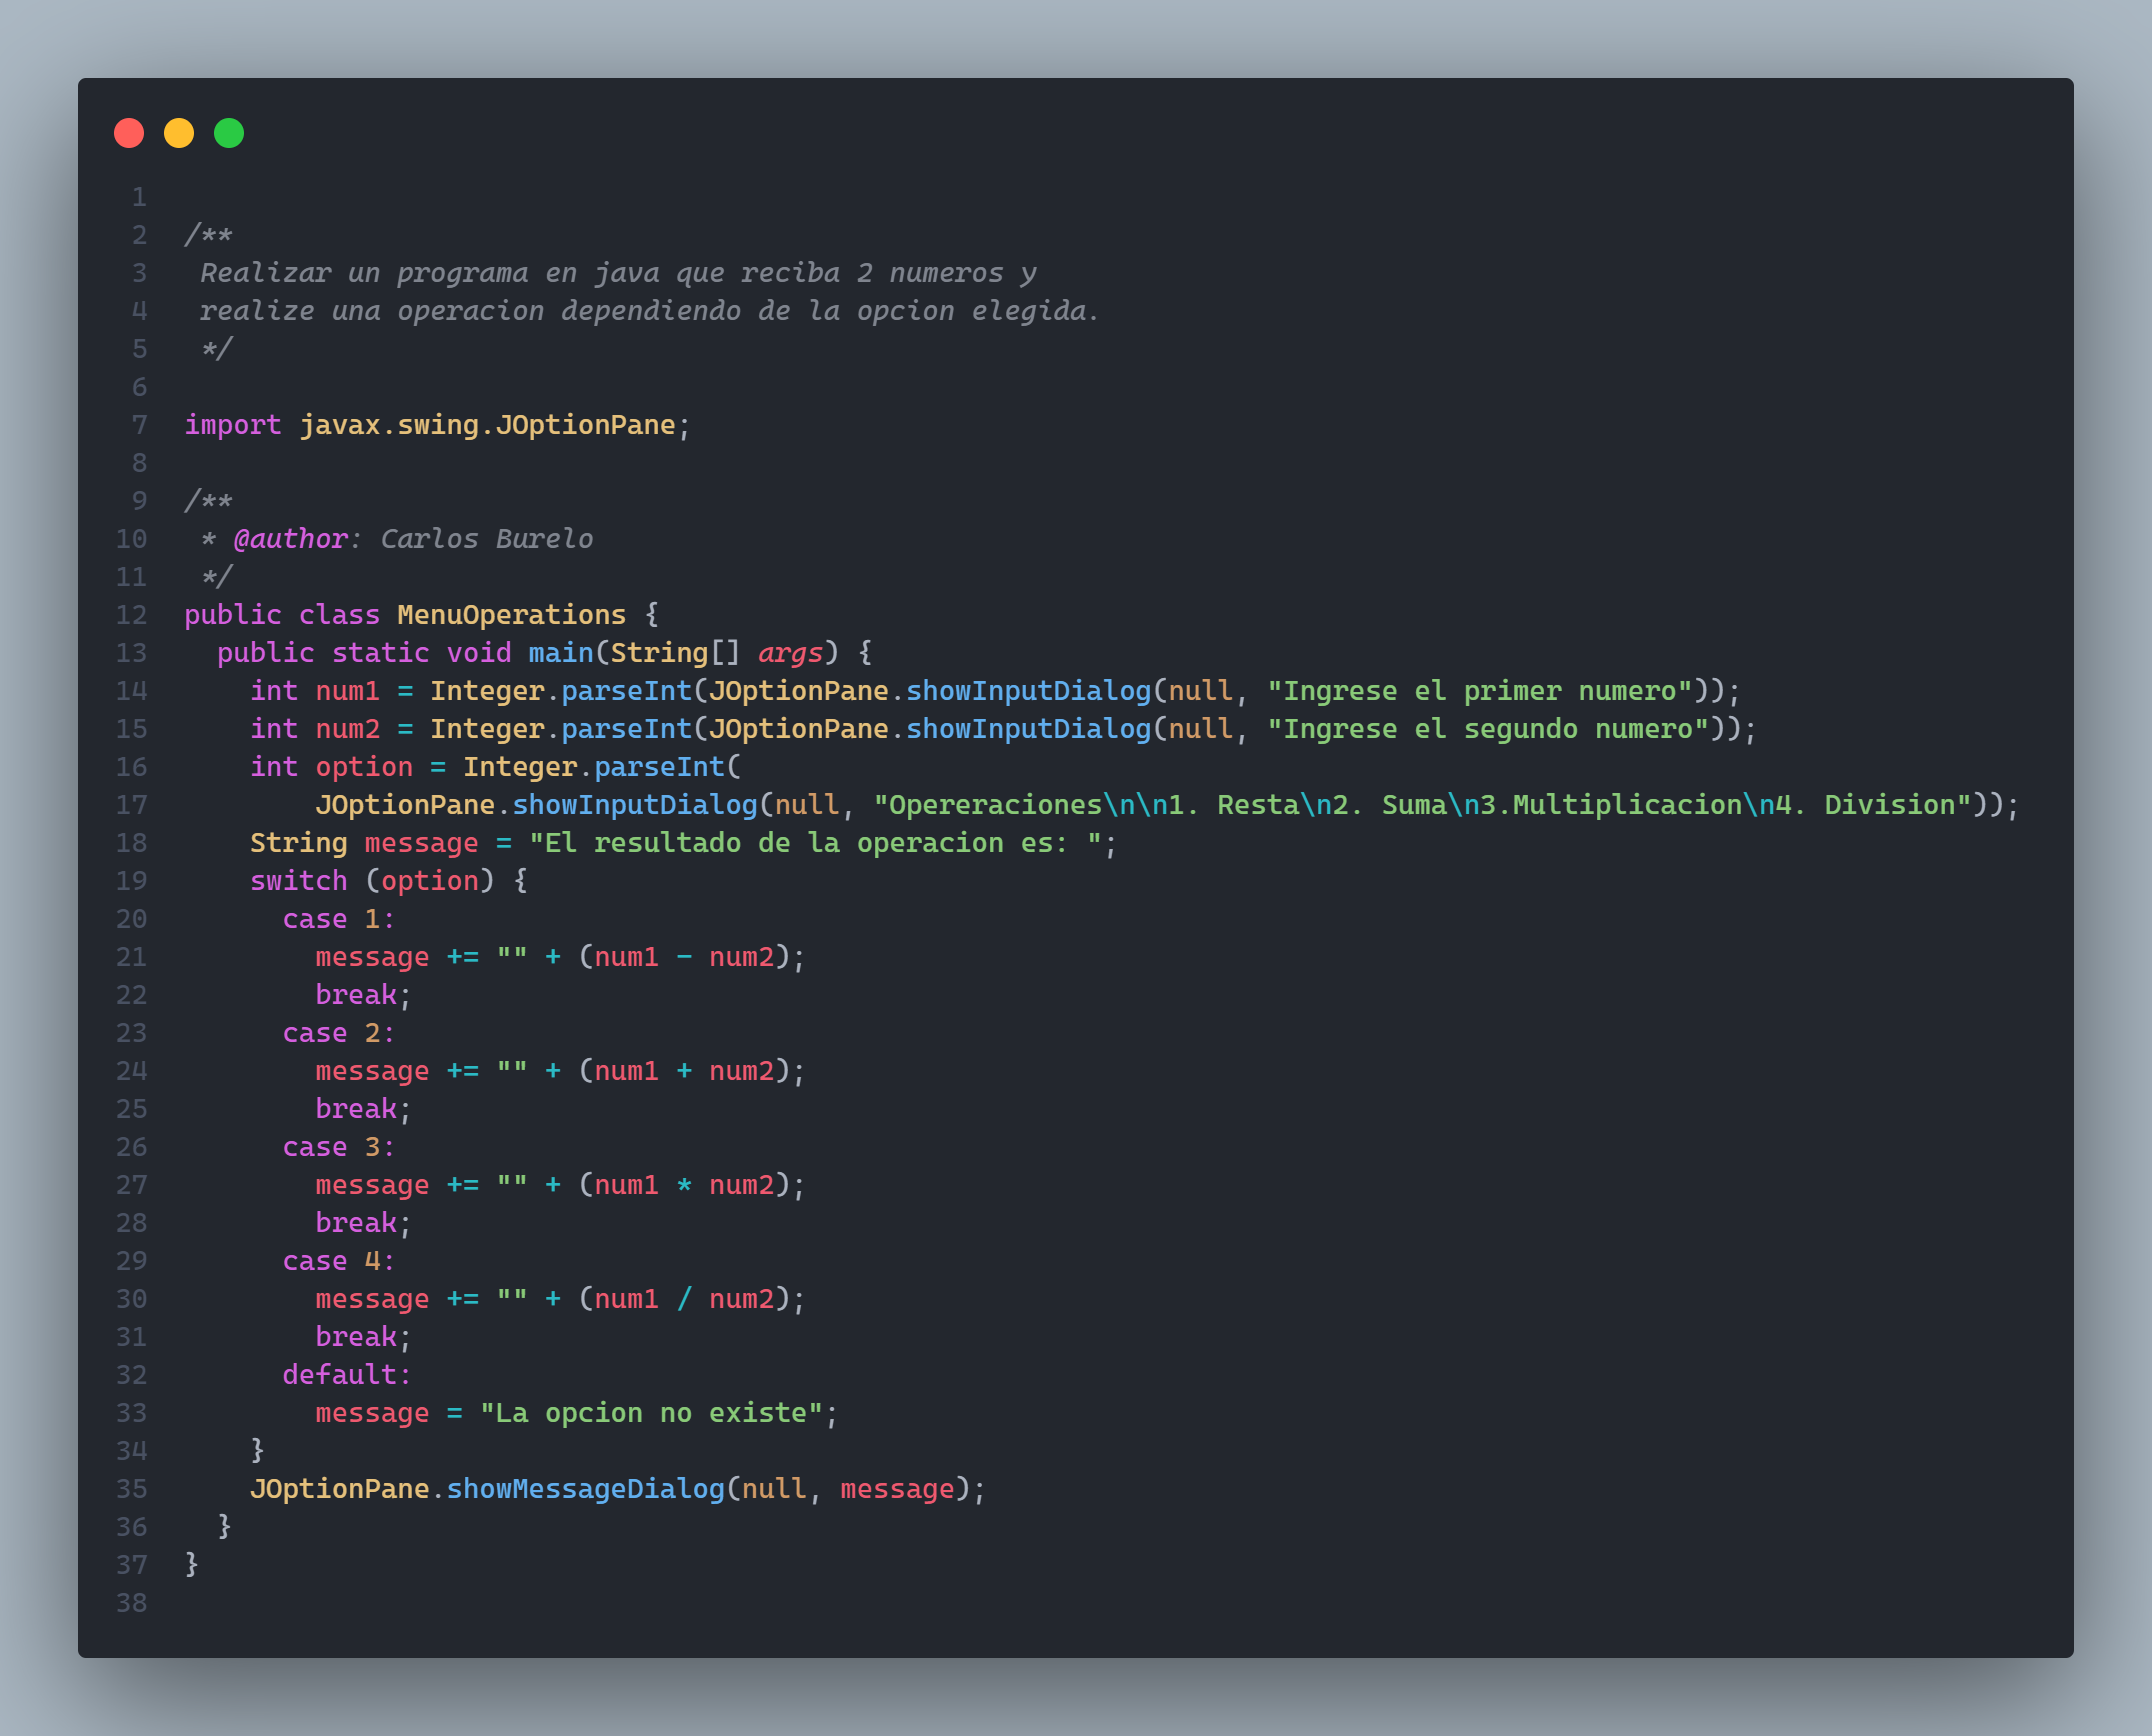 1
2 /**
3  Realizar un programa en java que reciba 2 numeros y
4  realize una operacion dependiendo de la opcion elegida.
5  */
6
7 import javax.swing.JOptionPane;
8
9 /**
10  * @author: Carlos Burelo
11  */
12 public class MenuOperations {
13   public static void main(String[] args) {
14     int num1 = Integer.parseInt(JOptionPane.showInputDialog(null, "Ingrese el primer numero"));
15     int num2 = Integer.parseInt(JOptionPane.showInputDialog(null, "Ingrese el segundo numero"));
16     int option = Integer.parseInt(
17         JOptionPane.showInputDialog(null, "Opereraciones\n\n1. Resta\n2. Suma\n3.Multiplicacion\n4. Division"));
18     String message = "El resultado de la operacion es: ";
19     switch (option) {
20       case 1:
21         message += "" + (num1 - num2);
22         break;
23       case 2:
24         message += "" + (num1 + num2);
25         break;
26       case 3:
27         message += "" + (num1 * num2);
28         break;
29       case 4:
30         message += "" + (num1 / num2);
31         break;
32       default:
33         message = "La opcion no existe";
34     }
35     JOptionPane.showMessageDialog(null, message);
36   }
37 }
38